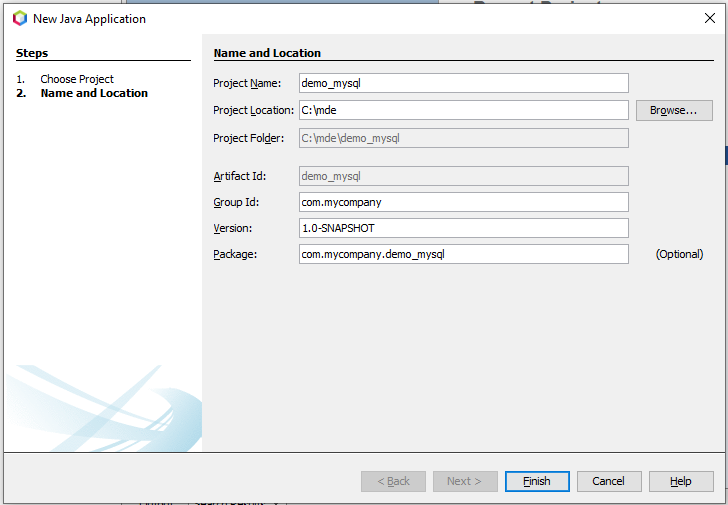 New Java Application
Steps
1. Choose Project
2. Name and Location
Name and Location
Project Name: demo_mysql
Project Location: C:\mde Browse...
Project Folder: C:\mde\demo_mysql
Artifact Id: demo_mysql
Group Id: com.mycompany
Version: 1.0-SNAPSHOT
Package: com.mycompany.demo_mysql (Optional)
< Back Next > Finish Cancel Help